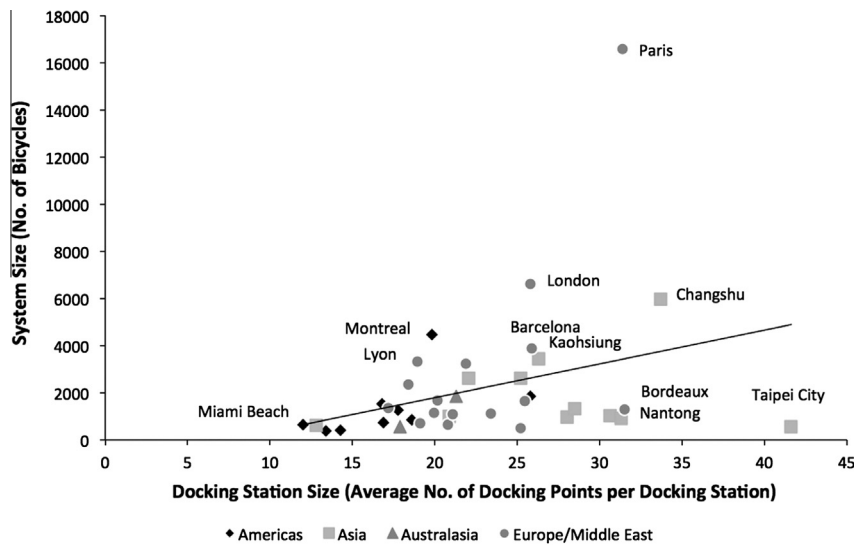 18000
16000
14000
12000
10000
8000
6000
4000
2000
0
System Size (No. of Bicycles)
Paris
London
Changshu
Montreal
Barcelona
Kaohsiung
Lyon
Bordeaux
Miami Beach
Nantong
Taipei City
0 5 10 15 20 25 30 35 40 45
Docking Station Size (Average No. of Docking Points per Docking Station)
Americas Asia Australasia Europe/Middle East